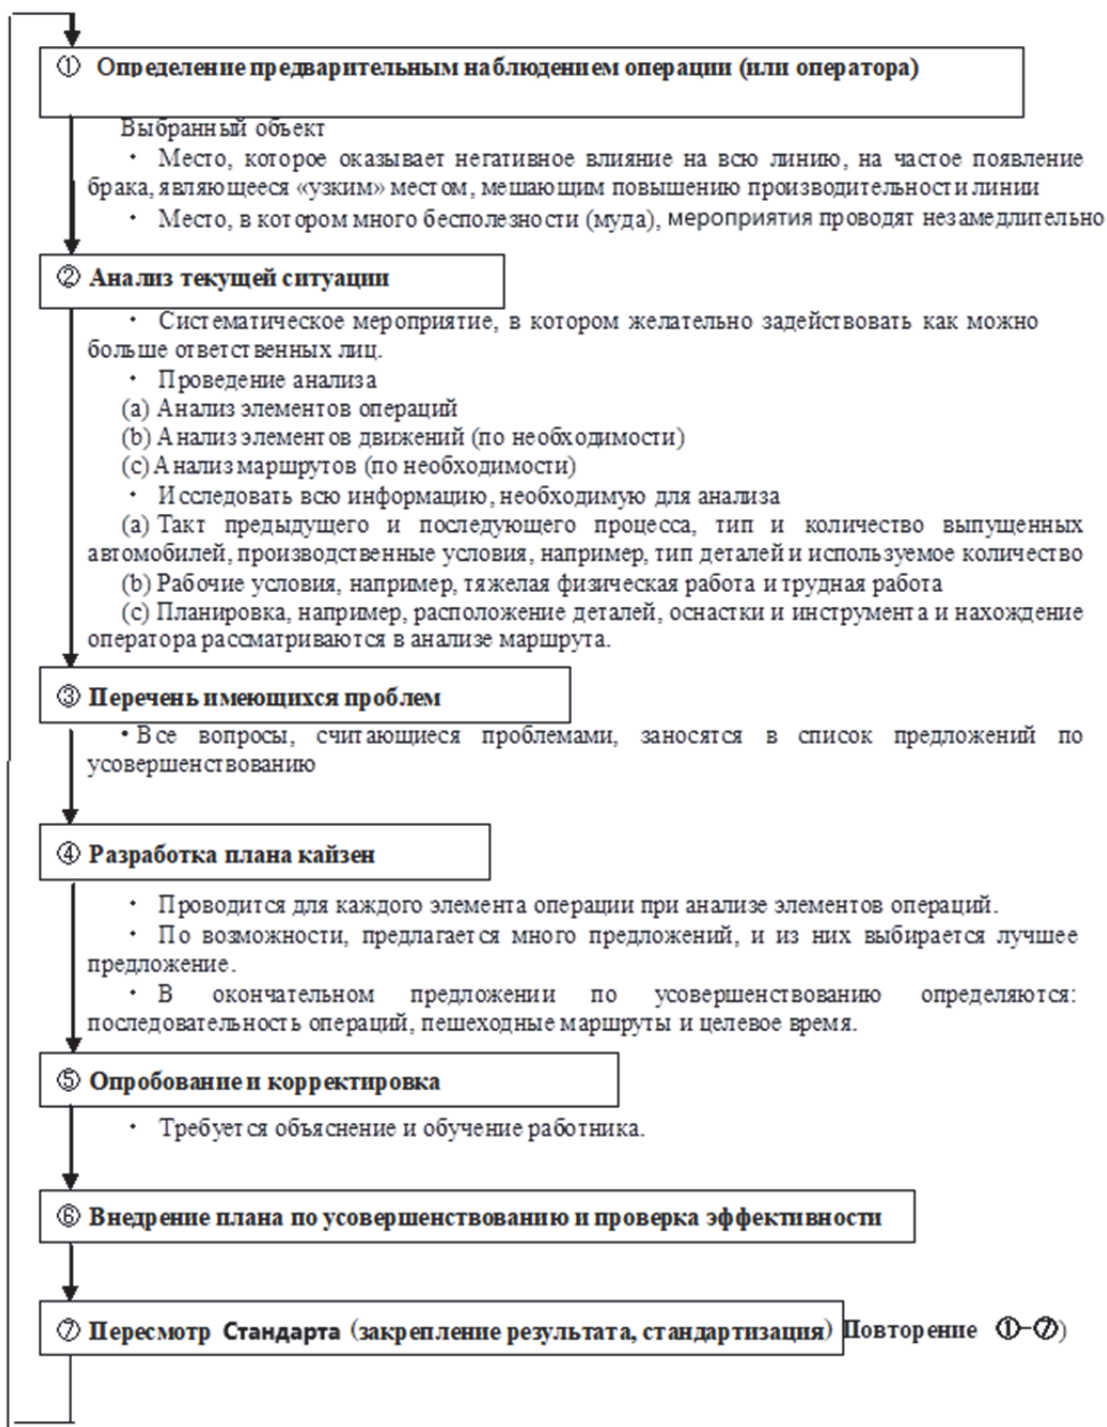 ① Определение предварительным наблюдением операции (или оператора)
Выбранный объект
・ Место, которое оказывает негативное влияние на всю линию, на частое появление
брака, являющееся «узким» местом, мешающим повышению производительности линии
・ Место, в котором много бесполезности (муда), мероприятия проводят незамедлительно
② Анализ текущей ситуации
・ Систематическое мероприятие, в котором желательно задействовать как можно
больше ответственных лиц.
・ Проведение анализа
(a) Анализ элементов операций
(b) Анализ элементов движений (по необходимости)
(c) Анализ маршрутов (по необходимости)
・ Исследовать всю информацию, необходимую для анализа
(a) Такт предыдущего и последующего процесса, тип и количество выпущенных
автомобилей, производственные условия, например, тип деталей и используемое количество
(b) Рабочие условия, например, тяжелая физическая работа и трудная работа
(c) Планировка, например, расположение деталей, оснастки и инструмента и нахождение
оператора рассматриваются в анализе маршрута.
③ Перечень имеющихся проблем
• Все вопросы, считающиеся проблемами, заносятся в список предложений по
усовершенствованию
④ Разработка плана кайзен
・ Проводится для каждого элемента операции при анализе элементов операций.
・ По возможности, предлагается много предложений, и из них выбирается лучшее
предложение.
・ В окончательном предложении по усовершенствованию определяются:
последовательность операций, пешеходные маршруты и целевое время.
⑤ Опробование и корректировка
・ Требуется объяснение и обучение работника.
⑥ Внедрение плана по усовершенствованию и проверка эффективности
⑦ Пересмотр Стандарта (закрепление результата, стандартизация) Повторение ①-⑦)